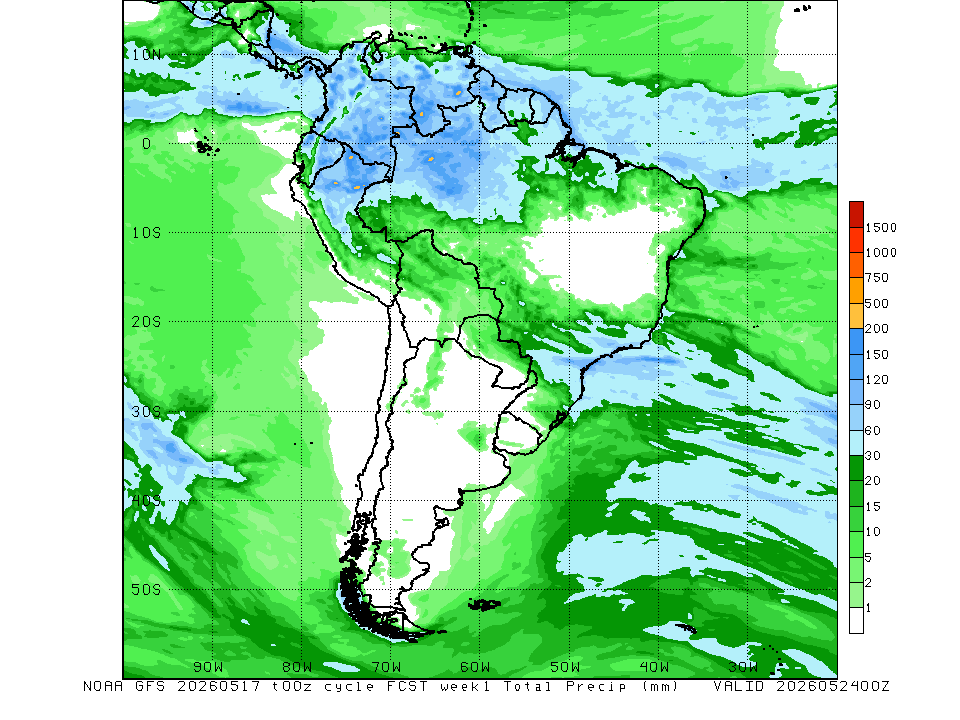 10N
0
10S
20S
30S
40S
50S
90W 80W 70W 60W 50W 40W 30W
1500
1000
750
500
200
150
120
90
60
30
20
15
10
5
2
1
NOAA GFS 20260517 t00z cycle FCST week1 Total Precip (mm) VALID 2026052400Z